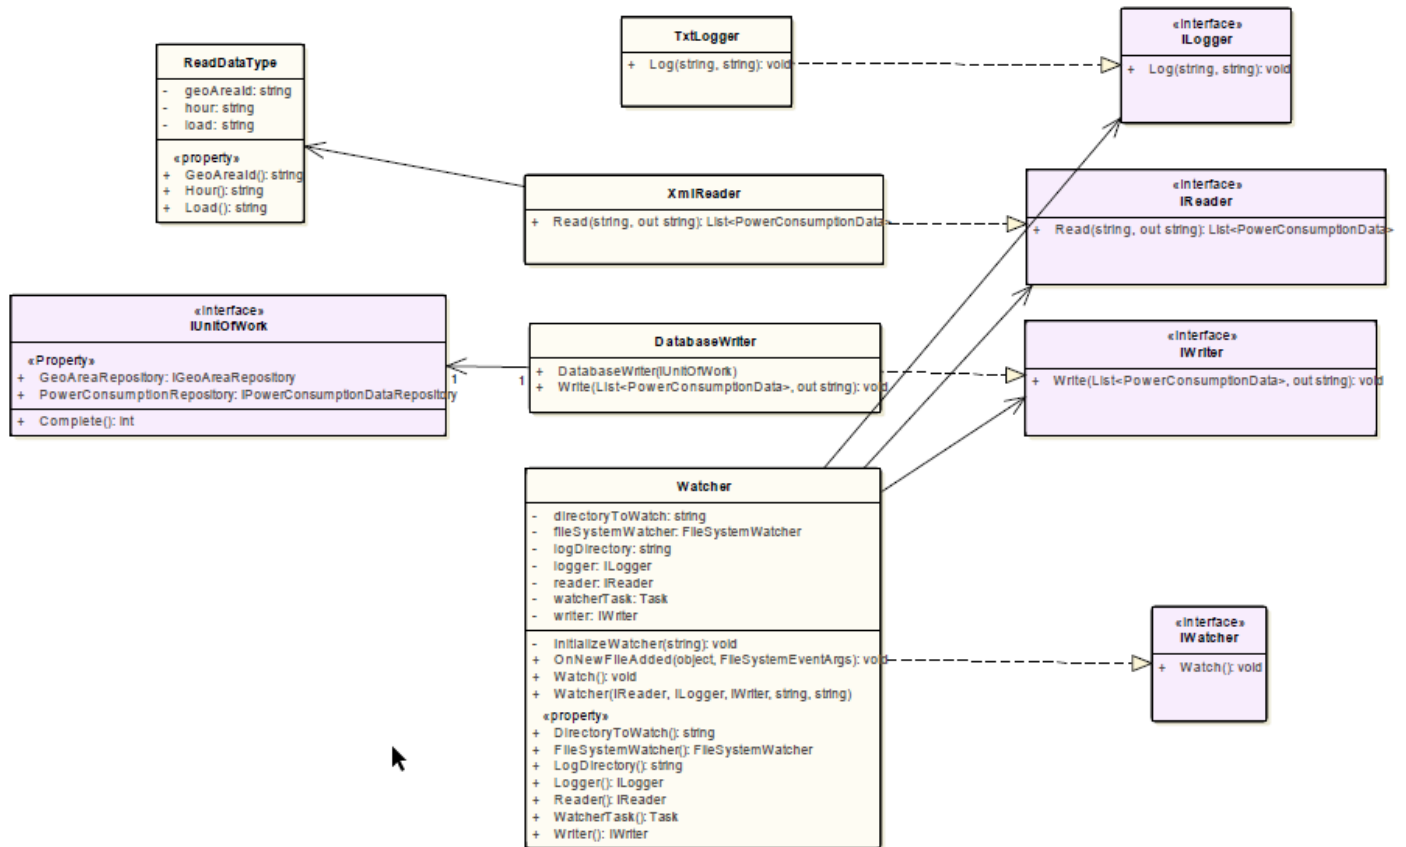 TxtLogger
+ Log(string, string): void
«interface»
ILogger
+ Log(string, string): void
ReadDataType
- geoAreaId: string
- hour: string
- load: string
«property»
+ GeoAreaId(): string
+ Hour(): string
+ Load(): string
XmlReader
+ Read(string, out string): List<PowerConsumptionData>
«interface»
IReader
+ Read(string, out string): List<PowerConsumptionData>
«interface»
IUnitOfWork
«Property»
+ GeoAreaRepository: IGeoAreaRepository
+ PowerConsumptionRepository: IPowerConsumptionDataRepository
+ Complete(): int
1
1
DatabaseWriter
+ DatabaseWriter(IUnitOfWork)
+ Write(List<PowerConsumptionData>, out string): void
«interface»
IWriter
+ Write(List<PowerConsumptionData>, out string): void
Watcher
- directoryToWatch: string
- fileSystemWatcher: FileSystemWatcher
- logDirectory: string
- logger: ILogger
- reader: IReader
- watcherTask: Task
- writer: IWriter
- InitializeWatcher(string): void
+ OnNewFileAdded(object, FileSystemEventArgs): void
+ Watch(): void
+ Watcher(IReader, ILogger, IWriter, string, string)
«property»
+ DirectoryToWatch(): string
+ FileSystemWatcher(): FileSystemWatcher
+ LogDirectory(): string
+ Logger(): ILogger
+ Reader(): IReader
+ WatcherTask(): Task
+ Writer(): IWriter
«interface»
IWatcher
+ Watch(): void